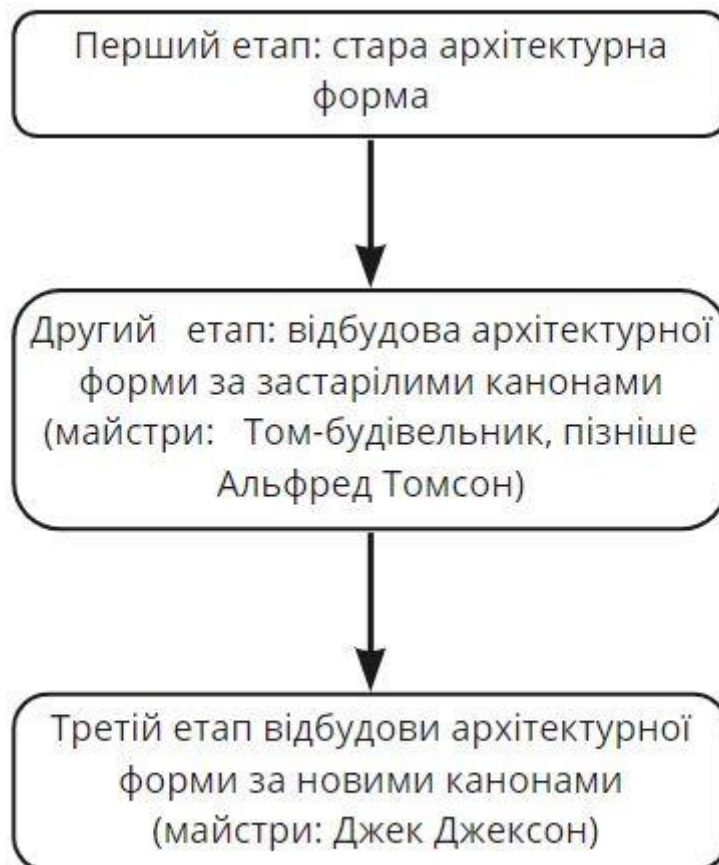 Перший етап: стара архітектурна
форма
Другий етап: відбудова архітектурної
форми за застарілими канонами
(майстри: Том-будівельник, пізніше
Альфред Томсон)
Третій етап відбудови архітектурної
форми за новими канонами
(майстри: Джек Джексон)